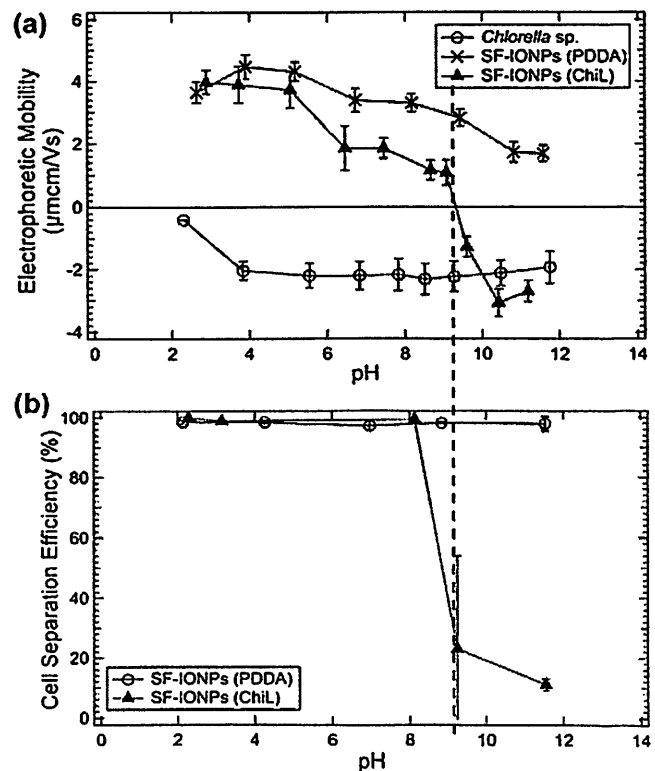 (a)
Chlorella sp.
SF-IONPs (PDDA)
SF-IONPs (ChiL)
Electrophoretic Mobility
(μmcm/Vs)
6
4
2
0
-2
-4
0 2 4 6 8 10 12 14
pH
(b)
Cell Separation Efficiency (%)
100
80
60
40
20
0
SF-IONPs (PDDA)
SF-IONPs (ChiL)
0 2 4 6 8 10 12 14
pH